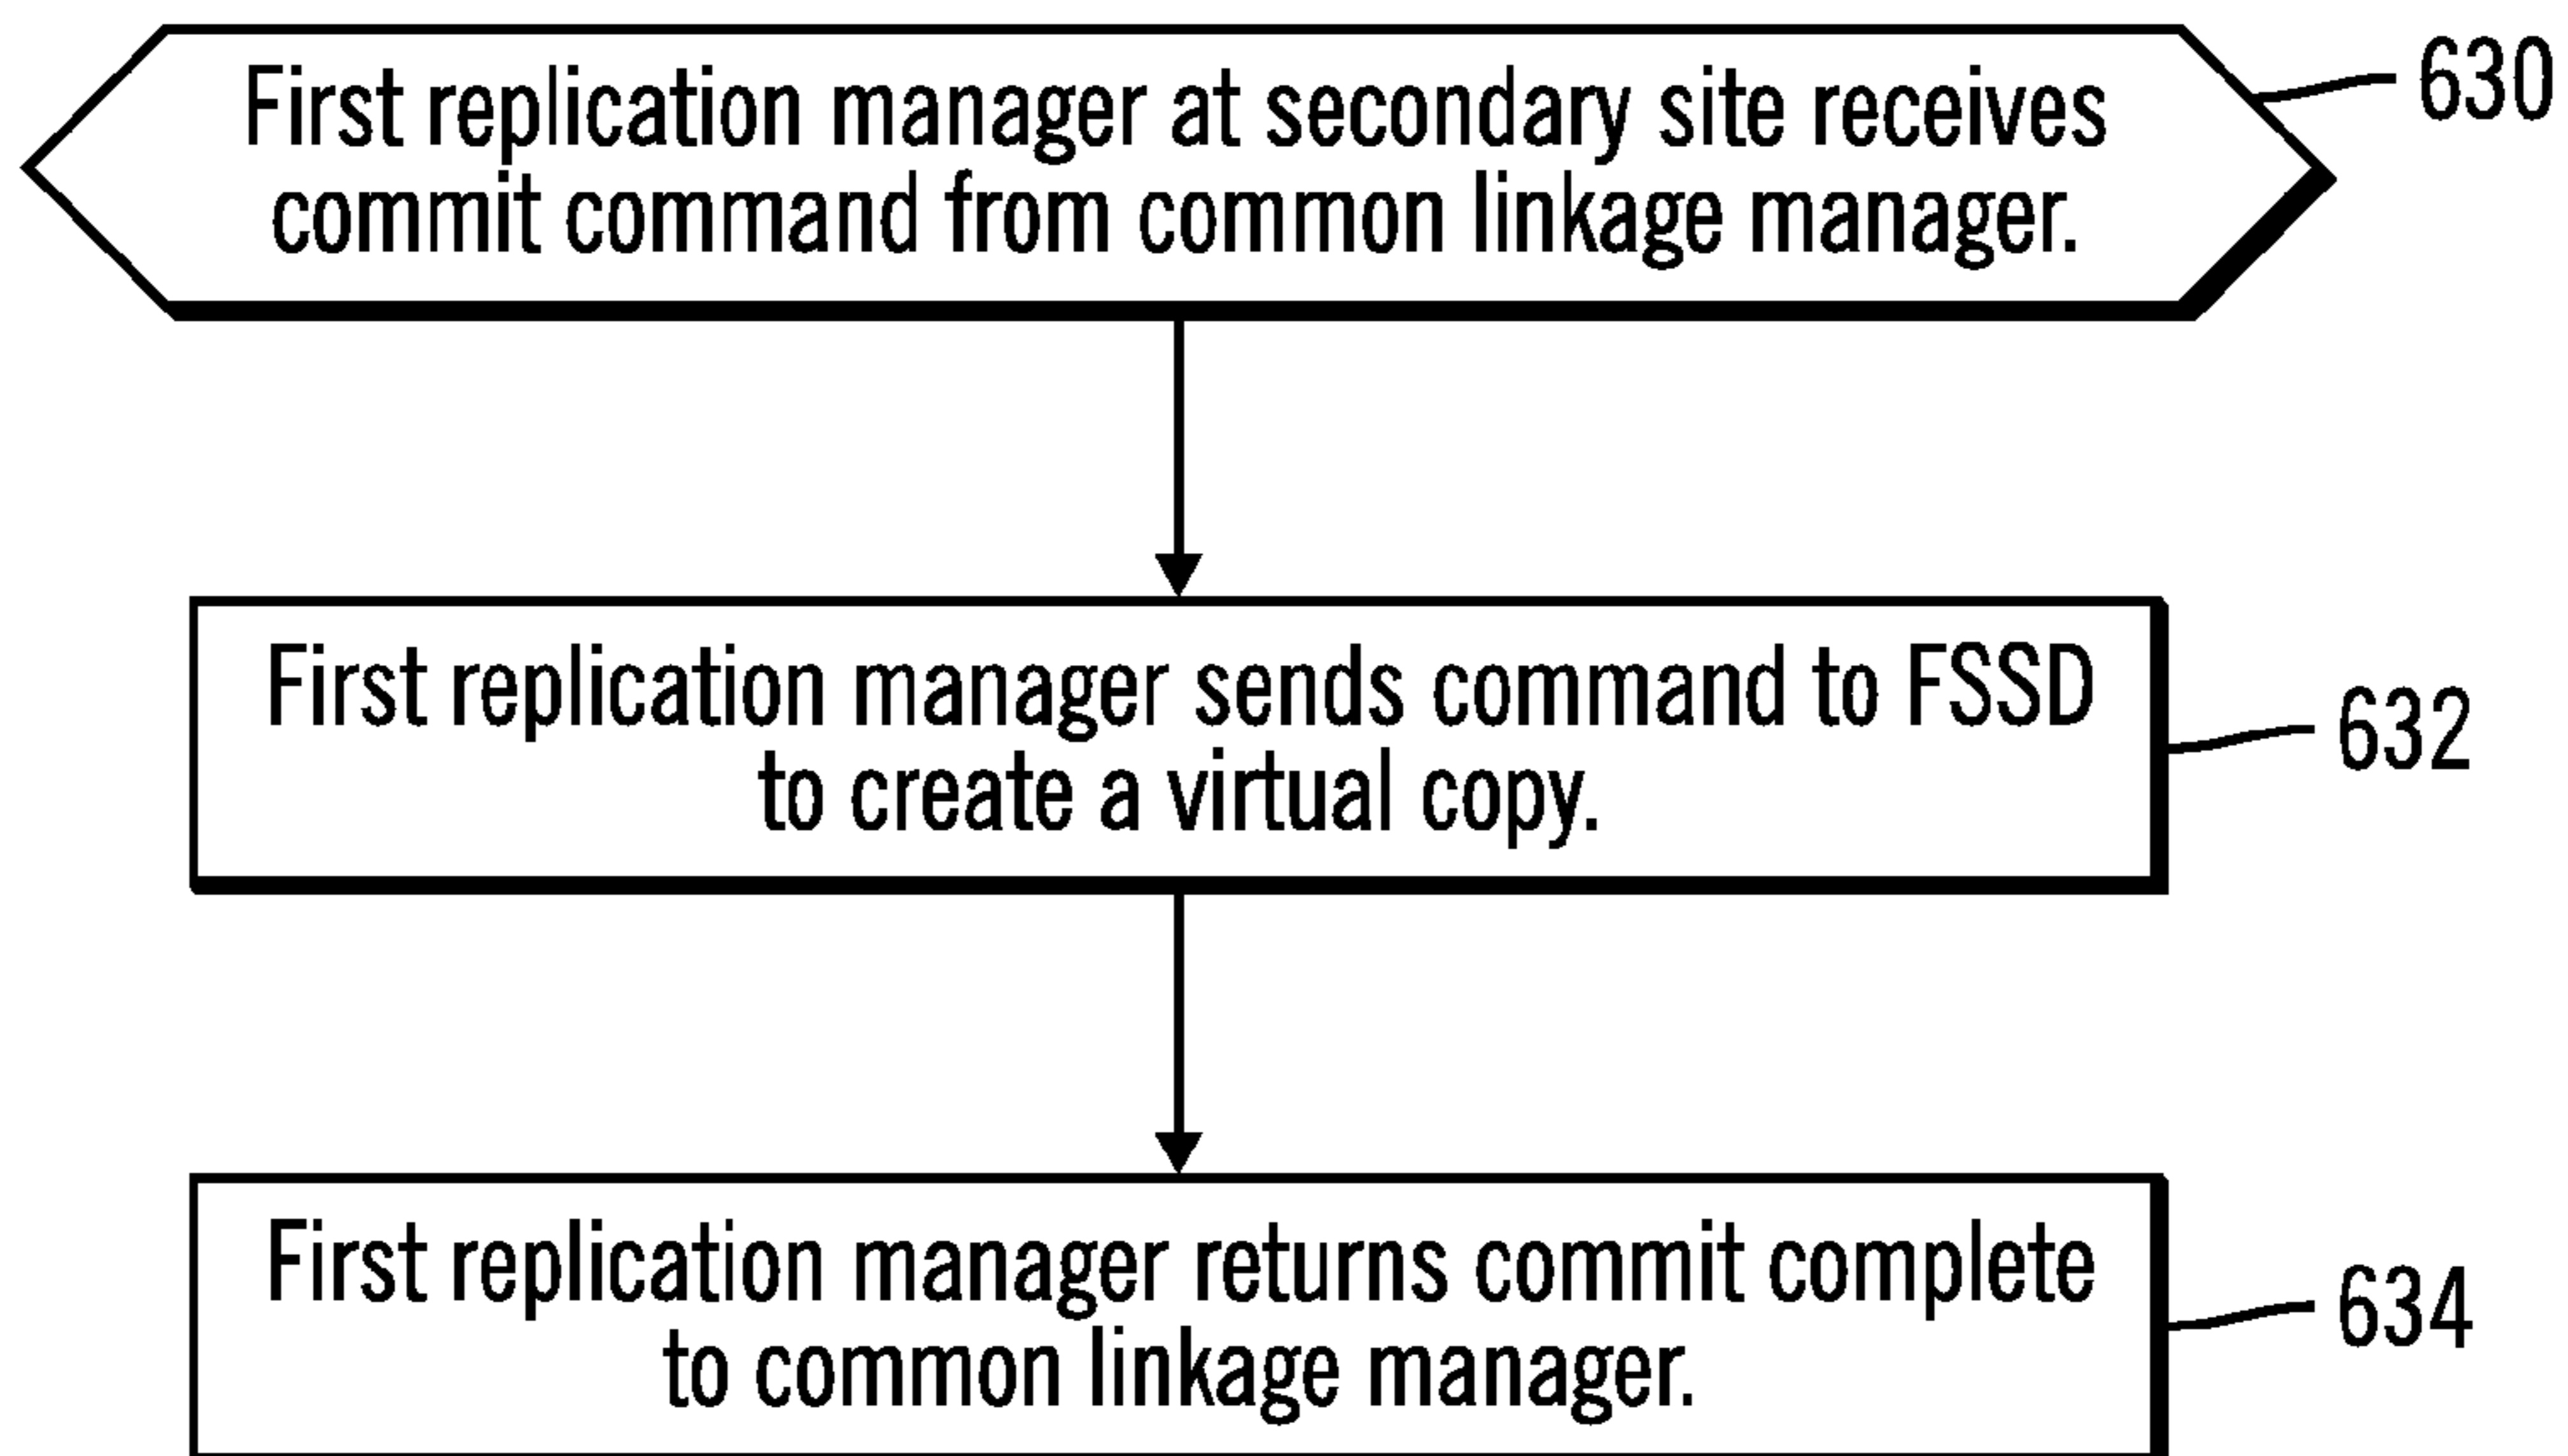 First replication manager at secondary site receives
commit command from common linkage manager.
630
First replication manager sends command to FSSD
to create a virtual copy.
632
First replication manager returns commit complete
to common linkage manager.
634